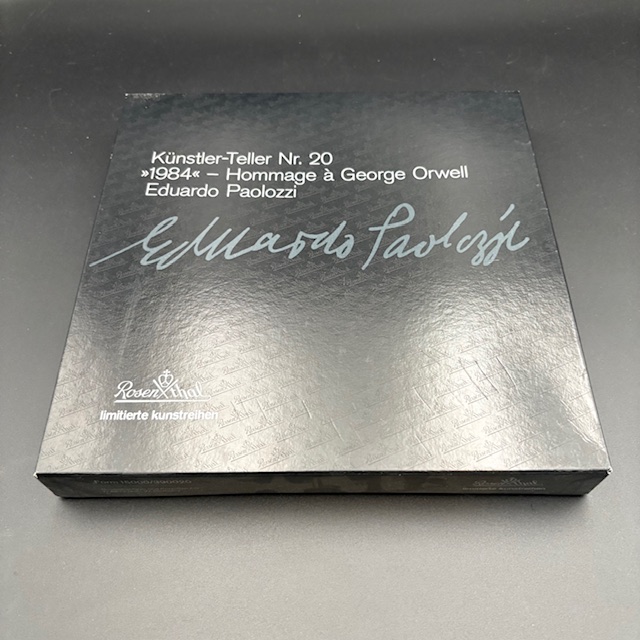 Künstler-Teller Nr. 20
»1984« – Hommage à George Orwell
Eduardo Paolozzi
Eduardo Paolozzi
Rosenthal
limitierte kunstreihen